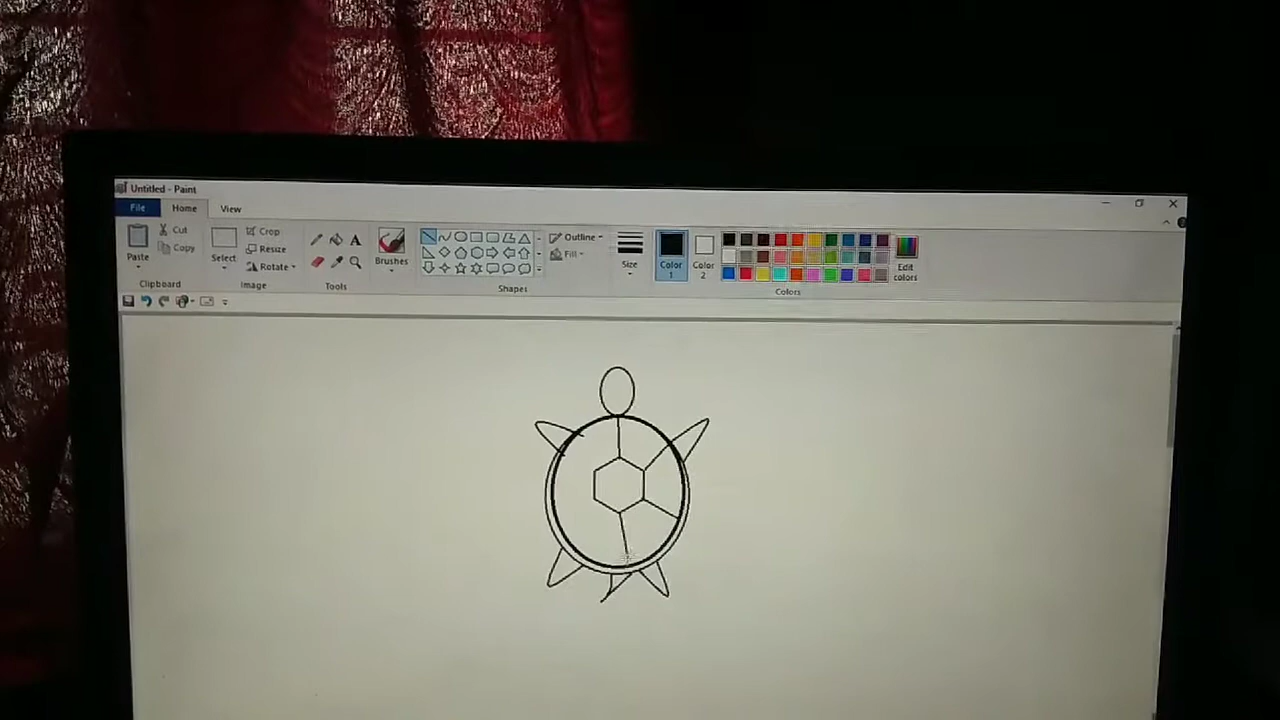 Untitled - Paint
File Home View
Cut
Copy
Paste
Clipboard
Crop
Resize
Rotate
Select
Image
A
Tools
Brushes
Shapes
Outline
Fill
Size
Color 1
Color 2
Edit colors
Colors